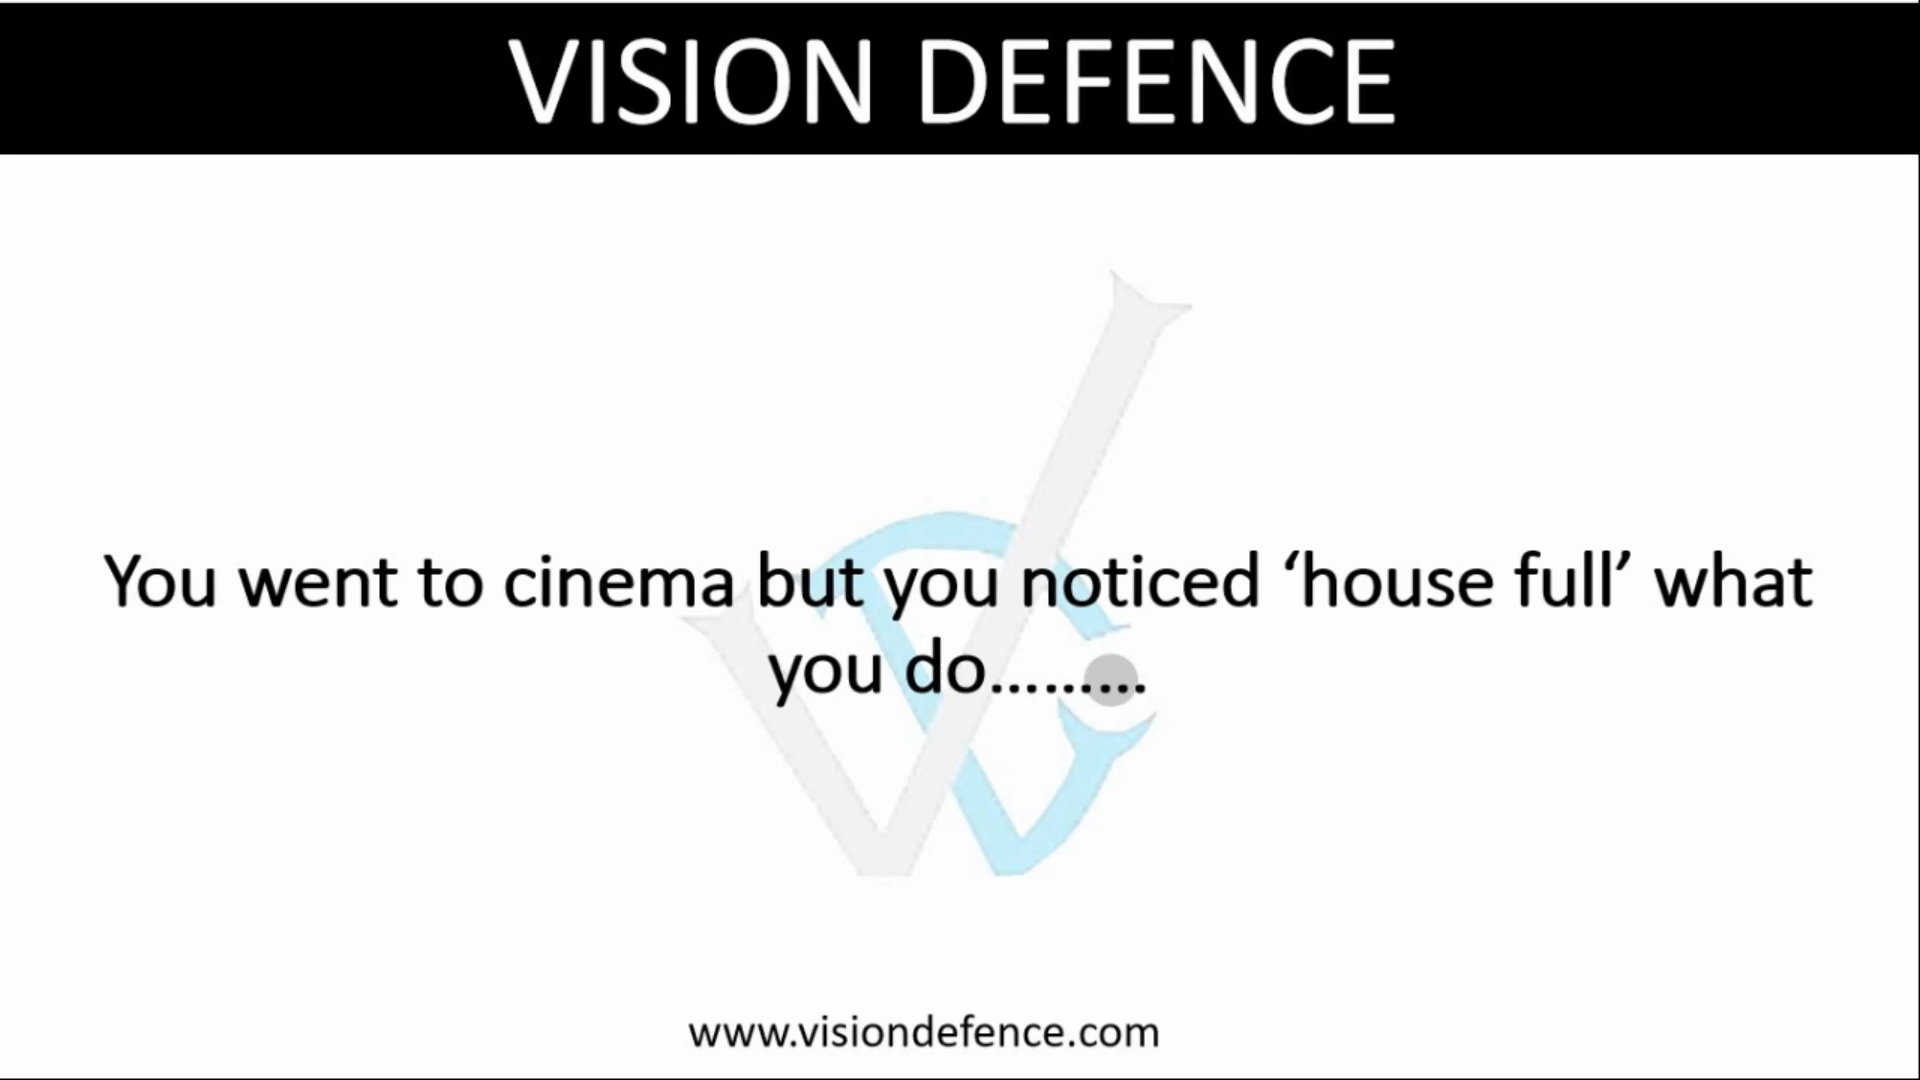 VISION DEFENCE
You went to cinema but you noticed ‘house full’ what
you do.........
www.visiondefence.com